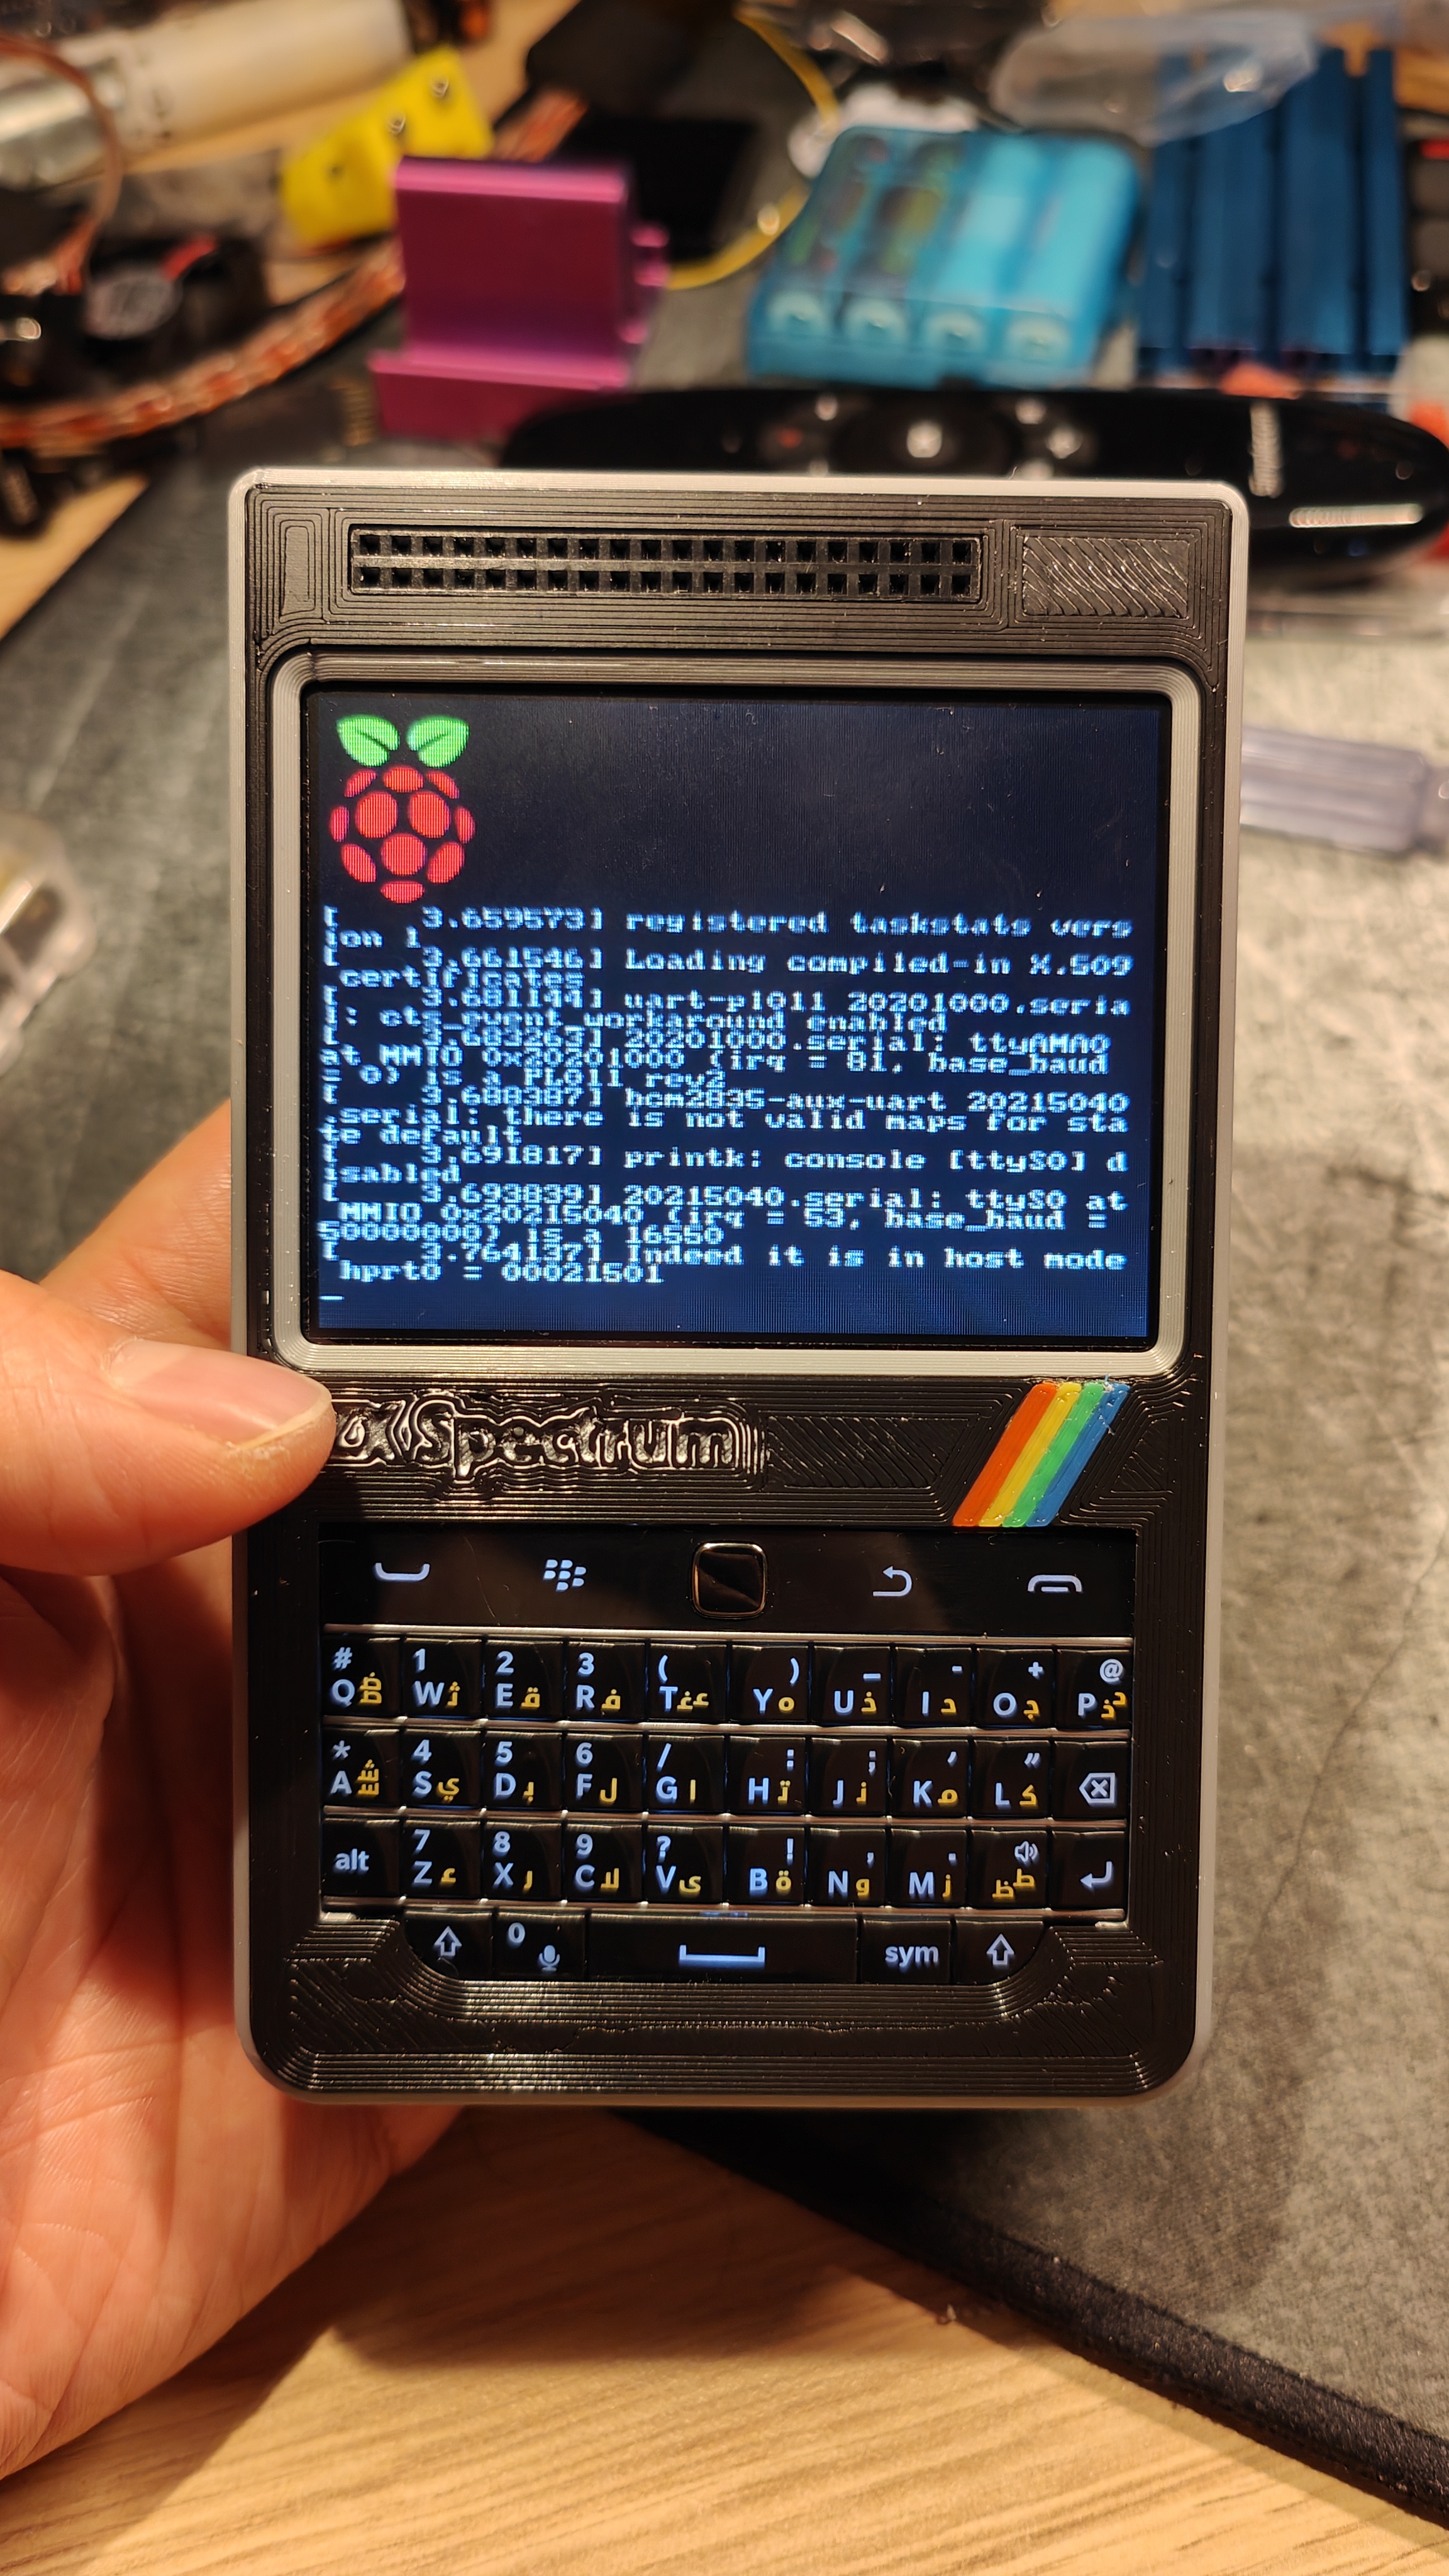 [    3.659573] registered taskstats vers
ion 1
[    3.661546] Loading compiled-in X.509
 certificates
[    3.681144] uart-pl011 20201000.seria
l: cts_event_workaround enabled
[    3.683263] 20201000.serial: ttyAMA0
at MMIO 0x20201000 (irq = 81, base_baud
= 0) is a PL011 rev2
[    3.688387] bcm2835-aux-uart 20215040
.serial: there is not valid maps for sta
te default
[    3.691817] printk: console [ttyS0] d
isabled
[    3.693839] 20215040.serial: ttyS0 at
 MMIO 0x20215040 (irq = 53, base_baud =
50000000) is a 16550
[    3.764137] Indeed it is in host mode
 hprt0 = 00021501
Spectrum
# 1 2 3 ( ) _ - + @
Q ض W ز E ق R ف T غع Y ه U خ I د O ج P حذ
* 4 5 6 / : ; ' "
A شس S ي D ب F ل G ا H ت J ن K م L ك
7 8 9 ? ! , .
alt Z ء X ر C لا V ى B ة N و M ز طظ
0 sym